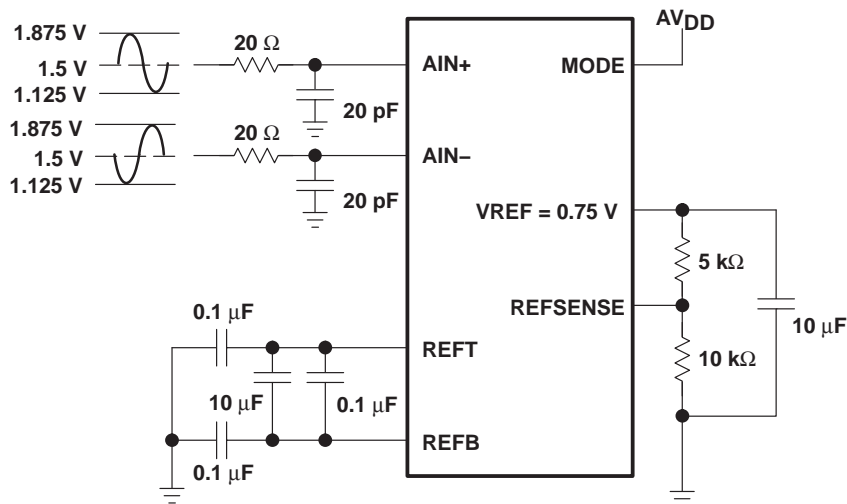 1.875 V
1.5 V
1.125 V
20 Ω
20 pF
AIN+
MODE
AVDD
1.875 V
1.5 V
1.125 V
20 Ω
20 pF
AIN–
VREF = 0.75 V
5 kΩ
REFSENSE
10 kΩ
10 μF
0.1 μF
REFT
10 μF
0.1 μF
REFB
0.1 μF